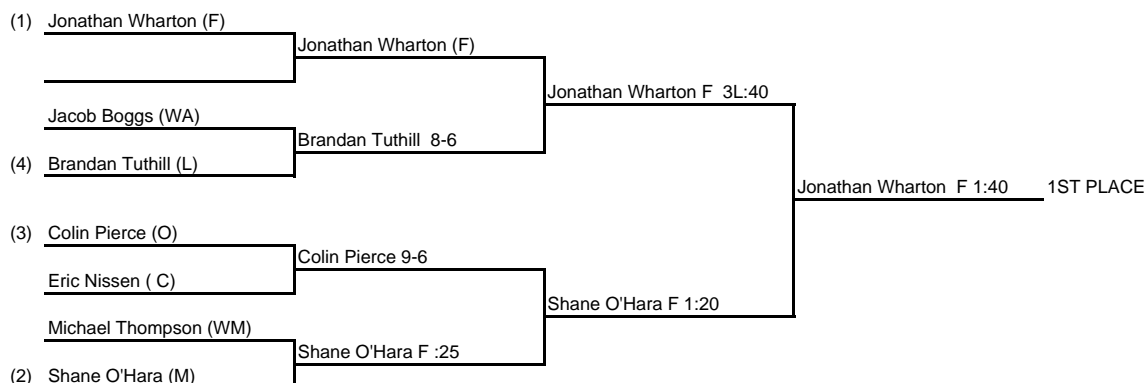 (1) Jonathan Wharton (F)
Jonathan Wharton (F)
Jonathan Wharton F 3L:40
Jacob Boggs (WA)
Brandan Tuthill 8-6
(4) Brandan Tuthill (L)
Jonathan Wharton F 1:40 1ST PLACE
(3) Colin Pierce (O)
Colin Pierce 9-6
Eric Nissen ( C)
Shane O'Hara F 1:20
Michael Thompson (WM)
Shane O'Hara F :25
(2) Shane O'Hara (M)